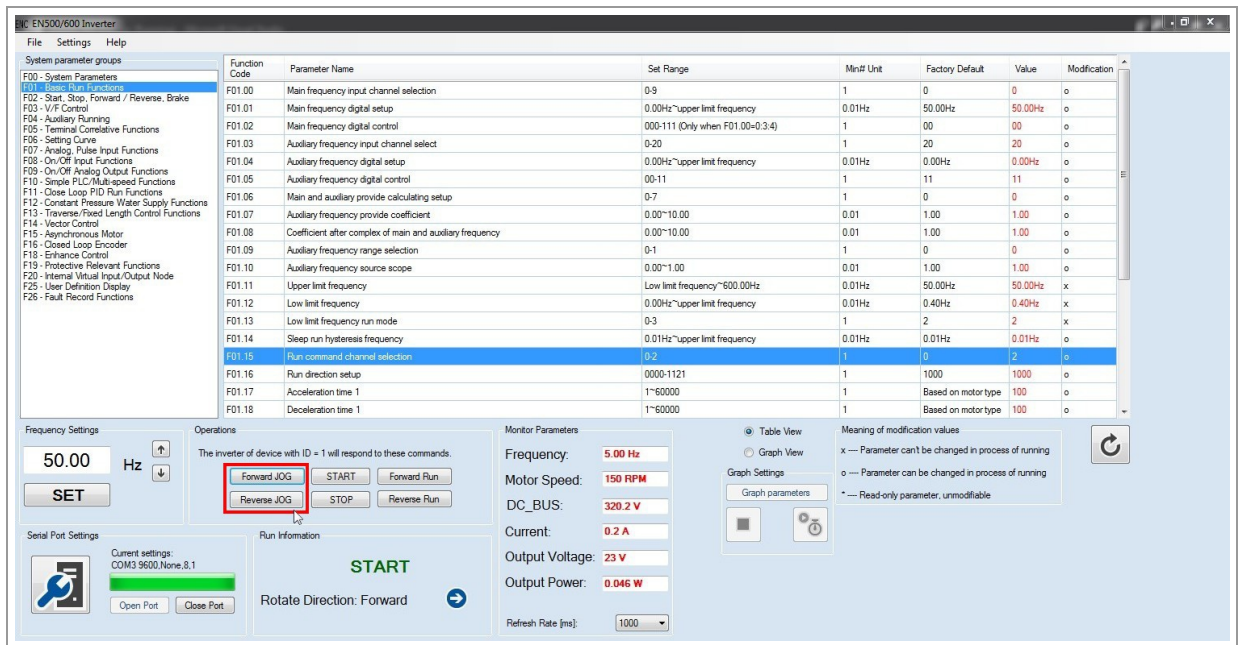 EN500/600 Inverter
File Settings Help
System parameter groups
F00 - System Parameters
F01 - Basic Run Functions
F02 - Start, Stop, Forward / Reverse, Brake
F03 - V/F Control
F04 - Auxiliary Running
F05 - Terminal Correlative Functions
F06 - Setting Curve
F07 - Analog, Pulse Input Functions
F08 - On/Off Input Functions
F09 - On/Off Analog Output Functions
F10 - Simple PLC/Multi-speed Functions
F11 - Close Loop PID Run Functions
F12 - Constant Pressure Water Supply Functions
F13 - Traverse/Fixed Length Control Functions
F14 - Vector Control
F15 - Asynchronous Motor
F16 - Closed Loop Encoder
F18 - Enhance Control
F19 - Protective Relevant Functions
F20 - Internal Virtual Input/Output Node
F25 - User Definition Display
F26 - Fault Record Functions
Function Code Parameter Name Set Range Min# Unit Factory Default Value Modification
F01.00 Main frequency input channel selection 0-9 1 0 0 o
F01.01 Main frequency digital setup 0.00Hz~upper limit frequency 0.01Hz 50.00Hz 50.00Hz o
F01.02 Main frequency digital control 000-111 (Only when F01.00=0:3:4) 1 00 00 o
F01.03 Auxiliary frequency input channel select 0-20 1 20 20 o
F01.04 Auxiliary frequency digital setup 0.00Hz~upper limit frequency 0.01Hz 0.00Hz 0.00Hz o
F01.05 Auxiliary frequency digital control 00-11 1 11 11 o
F01.06 Main and auxiliary provide calculating setup 0-7 1 0 0 o
F01.07 Auxiliary frequency provide coefficient 0.00~10.00 0.01 1.00 1.00 o
F01.08 Coefficient after complex of main and auxiliary frequency 0.00~10.00 0.01 1.00 1.00 o
F01.09 Auxiliary frequency range selection 0-1 1 0 0 o
F01.10 Auxiliary frequency source scope 0.00~1.00 0.01 1.00 1.00 o
F01.11 Upper limit frequency Low limit frequency~600.00Hz 0.01Hz 50.00Hz 50.00Hz x
F01.12 Low limit frequency 0.00Hz~upper limit frequency 0.01Hz 0.40Hz 0.40Hz x
F01.13 Low limit frequency run mode 0-3 1 2 2 x
F01.14 Sleep run hysteresis frequency 0.01Hz~upper limit frequency 0.01Hz 0.01Hz 0.01Hz o
F01.15 Run command channel selection 0-2 1 0 2 o
F01.16 Run direction setup 0000-1121 1 1000 1000 o
F01.17 Acceleration time 1 1~60000 1 Based on motor type 100 o
F01.18 Deceleration time 1 1~60000 1 Based on motor type 100 o
Frequency Settings
50.00 Hz
SET
Operations
The inverter of device with ID = 1 will respond to these commands.
Forward JOG START Forward Run
Reverse JOG STOP Reverse Run
Serial Port Settings
Current settings:
COM3 9600,None,8,1
Open Port Close Port
Run Information
START
Rotate Direction: Forward
Monitor Parameters
Frequency: 5.00 Hz
Motor Speed: 150 RPM
DC_BUS: 320.2 V
Current: 0.2 A
Output Voltage: 23 V
Output Power: 0.046 W
Refresh Rate [ms]: 1000
Table View
Graph View
Graph Settings
Graph parameters
Meaning of modification values
x --- Parameter can't be changed in process of running
o --- Parameter can be changed in process of running
* --- Read-only parameter, unmodifiable